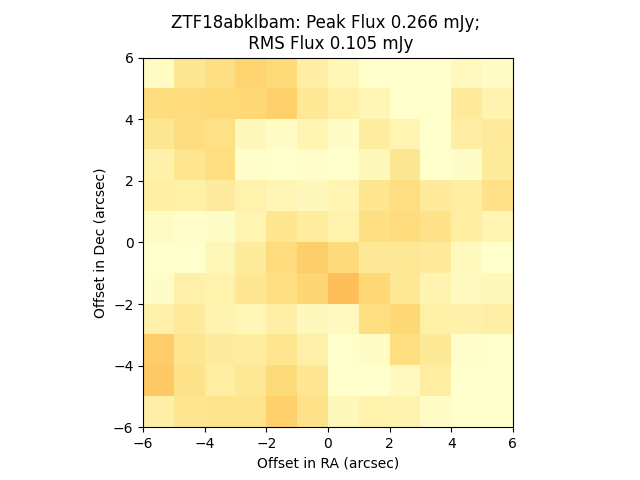 ZTF18abklbam: Peak Flux 0.266 mJy;
RMS Flux 0.105 mJy
6
4
2
0
−2
−4
−6
Offset in Dec (arcsec)
−6 −4 −2 0 2 4 6
Offset in RA (arcsec)